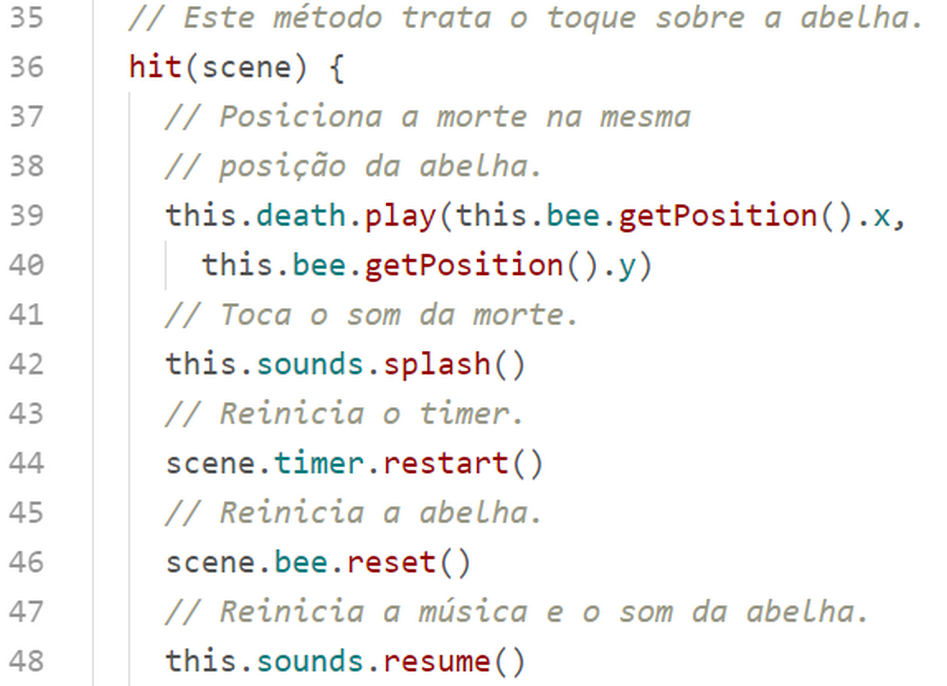 35 // Este método trata o toque sobre a abelha.
36 hit(scene) {
37 // Posiciona a morte na mesma
38 // posição da abelha.
39 this.death.play(this.bee.getPosition().x,
40 this.bee.getPosition().y)
41 // Toca o som da morte.
42 this.sounds.splash()
43 // Reinicia o timer.
44 scene.timer.restart()
45 // Reinicia a abelha.
46 scene.bee.reset()
47 // Reinicia a música e o som da abelha.
48 this.sounds.resume()